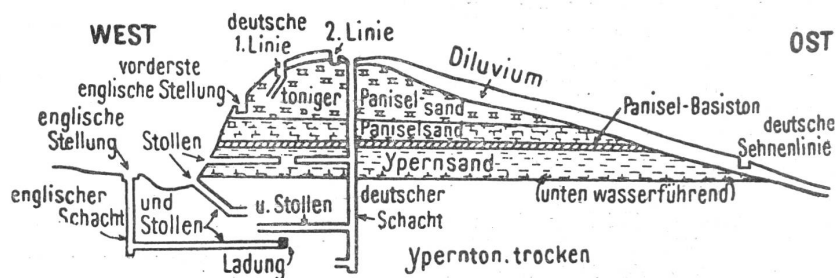 WEST
deutsche
1. Linie
2. Linie
OST
vorderste
englische Stellung
Diluvium
toniger
Panisel-
sand
Paniselsand
Panisel-Basiston
englische
Stellung
Stollen
Ypernsand
deutsche
Sehnenlinie
englischer
Schacht
und
Stollen
u. Stollen
deutscher
Schacht
(unten wasserführend)
Ladung
Ypernton. trocken